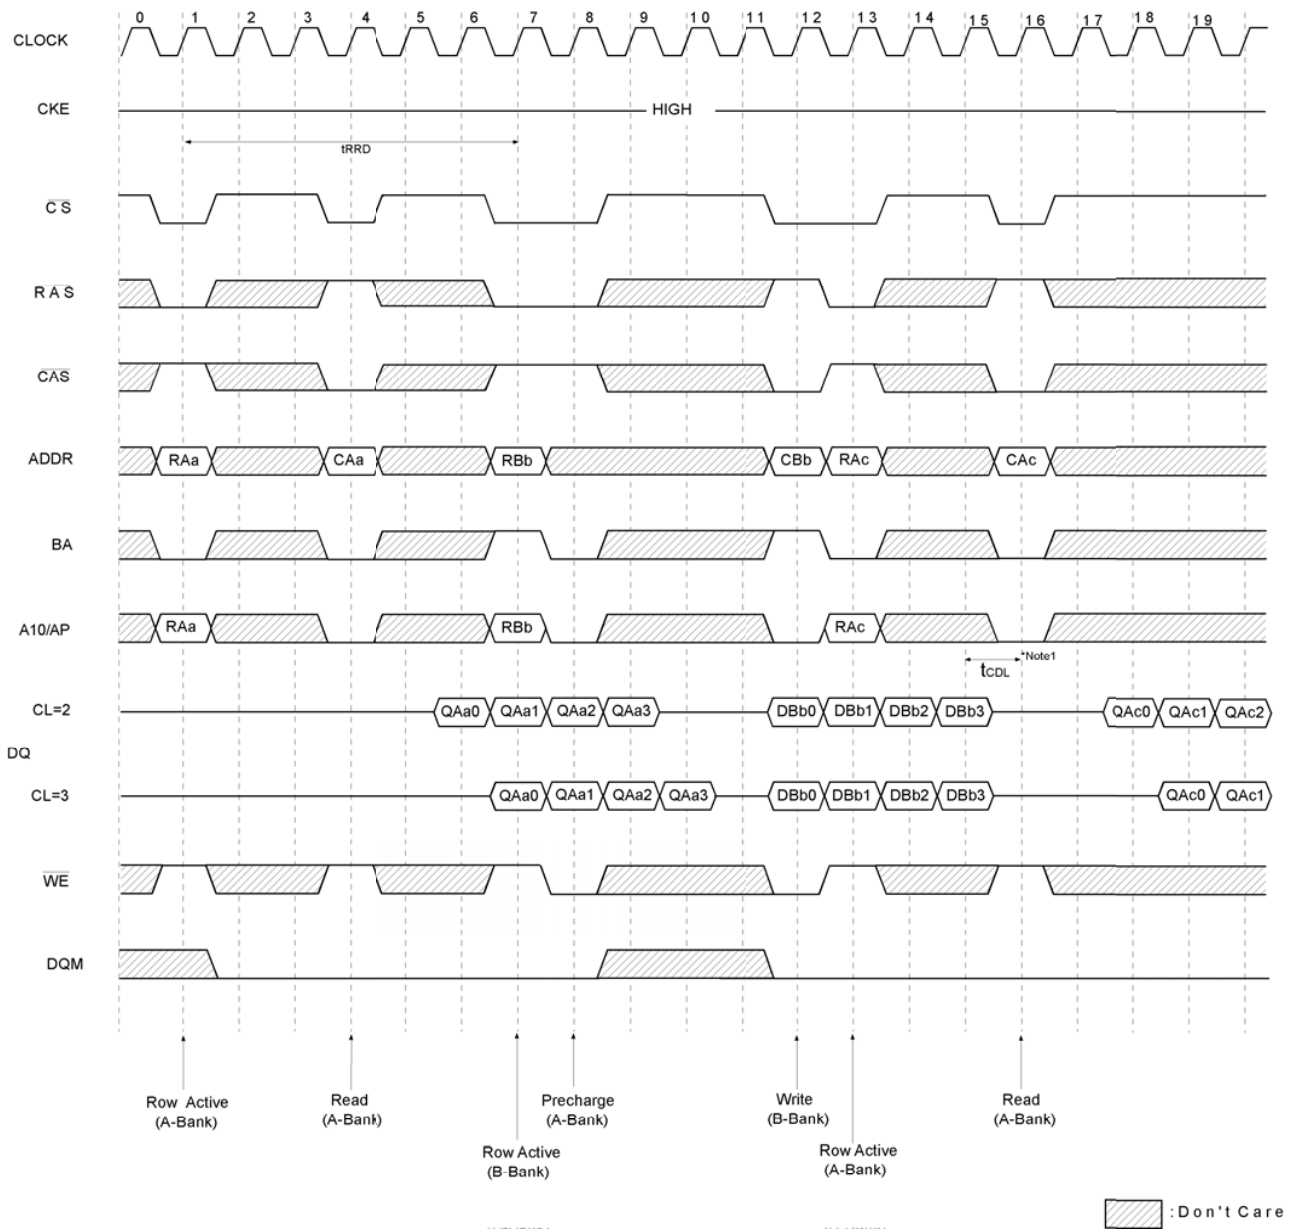 0 1 2 3 4 5 6 7 8 9 10 11 12 13 14 15 16 17 18 19
CLOCK
CKE HIGH
tRRD
CS
RAS
CAS
ADDR RAa CAa RBb CBb RAc CAc
BA
A10/AP RAa RBb RAc
tCDL *Note1
CL=2 QAa0 QAa1 QAa2 QAa3 DBb0 DBb1 DBb2 DBb3 QAc0 QAc1 QAc2
DQ
CL=3 QAa0 QAa1 QAa2 QAa3 DBb0 DBb1 DBb2 DBb3 QAc0 QAc1
WE
DQM
Row Active Read Precharge Write Read
(A-Bank) (A-Bank) (A-Bank) (B-Bank) (A-Bank)
Row Active Row Active
(B-Bank) (A-Bank)
: Don't Care